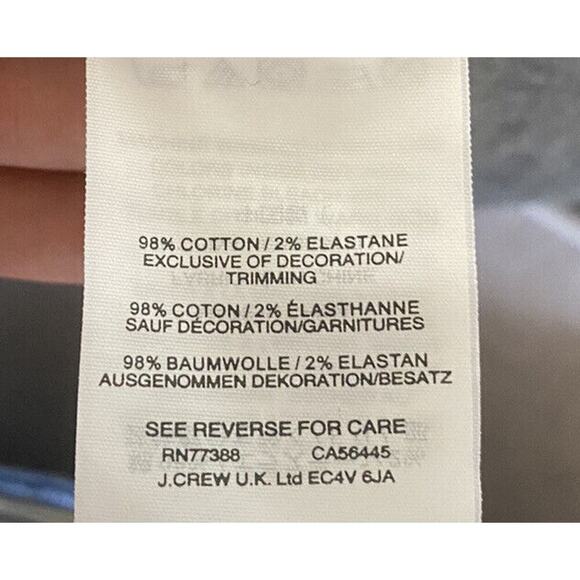 98% COTTON / 2% ELASTANE
EXCLUSIVE OF DECORATION/
TRIMMING
98% COTON / 2% ÉLASTHANNE
SAUF DÉCORATION/GARNITURES
98% BAUMWOLLE / 2% ELASTAN
AUSGENOMMEN DEKORATION/BESATZ
SEE REVERSE FOR CARE
RN77388 CA56445
J.CREW U.K. Ltd EC4V 6JA